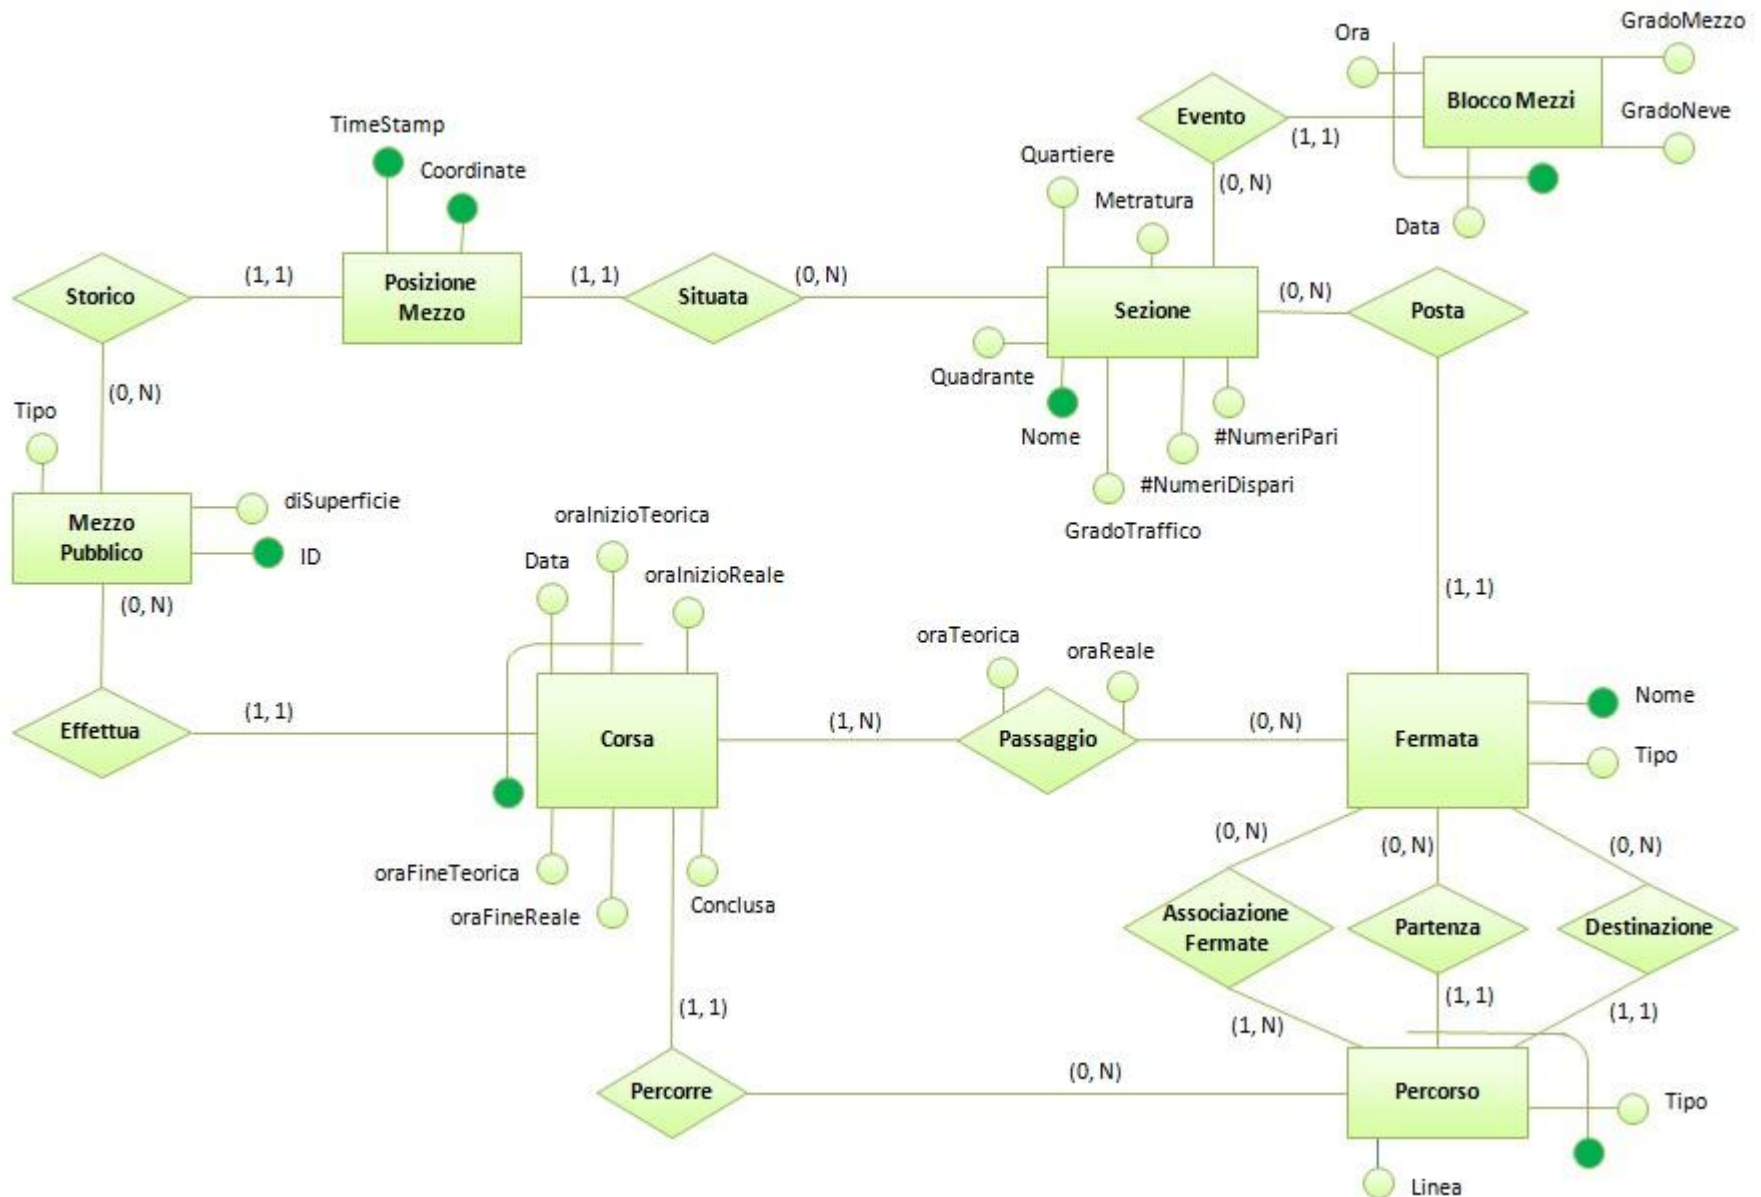 GradoMezzo
Ora
Blocco Mezzi
Evento
(1, 1)
GradoNeve
TimeStamp
Coordinate
Quartiere
(0, N)
Metratura
Data
Storico
(1, 1)
Posizione
Mezzo
(1, 1)
Situata
(0, N)
Sezione
(0, N)
Posta
Quadrante
(0, N)
Tipo
Nome
#NumeriPari
#NumeriDispari
GradoTraffico
Mezzo
Pubblico
diSuperficie
ID
oraInizioTeorica
Data
oraInizioReale
(0, N)
(1, 1)
oraTeorica
oraReale
Effettua
(1, 1)
Corsa
(1, N)
Passaggio
(0, N)
Fermata
Nome
Tipo
(0, N)
(0, N)
(0, N)
oraFineTeorica
oraFineReale
Conclusa
Associazione
Fermate
Partenza
Destinazione
(1, 1)
(1, N)
(1, 1)
(1, 1)
Percorre
(0, N)
Percorso
Tipo
Linea